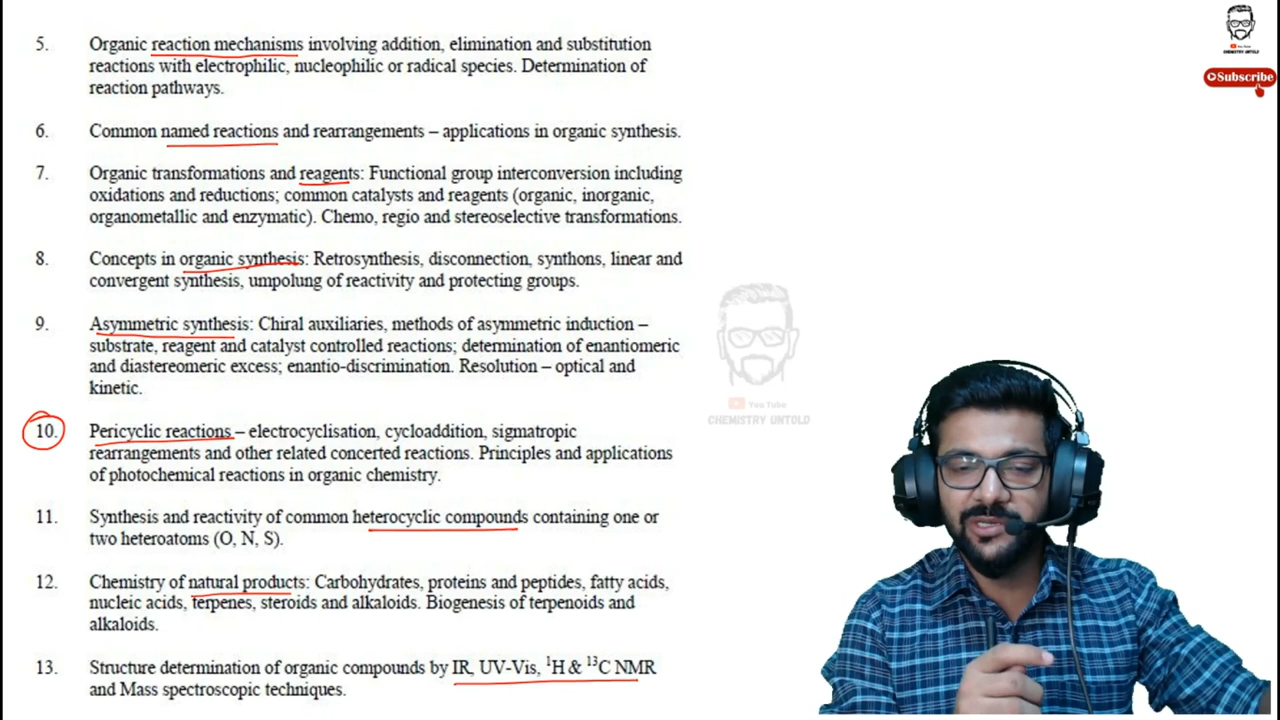 5. Organic reaction mechanisms involving addition, elimination and substitution
reactions with electrophilic, nucleophilic or radical species. Determination of
reaction pathways.
6. Common named reactions and rearrangements – applications in organic synthesis.
7. Organic transformations and reagents: Functional group interconversion including
oxidations and reductions; common catalysts and reagents (organic, inorganic,
organometallic and enzymatic). Chemo, regio and stereoselective transformations.
8. Concepts in organic synthesis: Retrosynthesis, disconnection, synthons, linear and
convergent synthesis, umpolung of reactivity and protecting groups.
9. Asymmetric synthesis: Chiral auxiliaries, methods of asymmetric induction –
substrate, reagent and catalyst controlled reactions; determination of enantiomeric
and diastereomeric excess; enantio-discrimination. Resolution – optical and
kinetic.
10. Pericyclic reactions – electrocyclisation, cycloaddition, sigmatropic
rearrangements and other related concerted reactions. Principles and applications
of photochemical reactions in organic chemistry.
11. Synthesis and reactivity of common heterocyclic compounds containing one or
two heteroatoms (O, N, S).
12. Chemistry of natural products: Carbohydrates, proteins and peptides, fatty acids,
nucleic acids, terpenes, steroids and alkaloids. Biogenesis of terpenoids and
alkaloids.
13. Structure determination of organic compounds by IR, UV-Vis, ¹H & ¹³C NMR
and Mass spectroscopic techniques.
YouTube
CHEMISTRY UNTOLD
CHEMISTRY UNTOLD
Subscribe